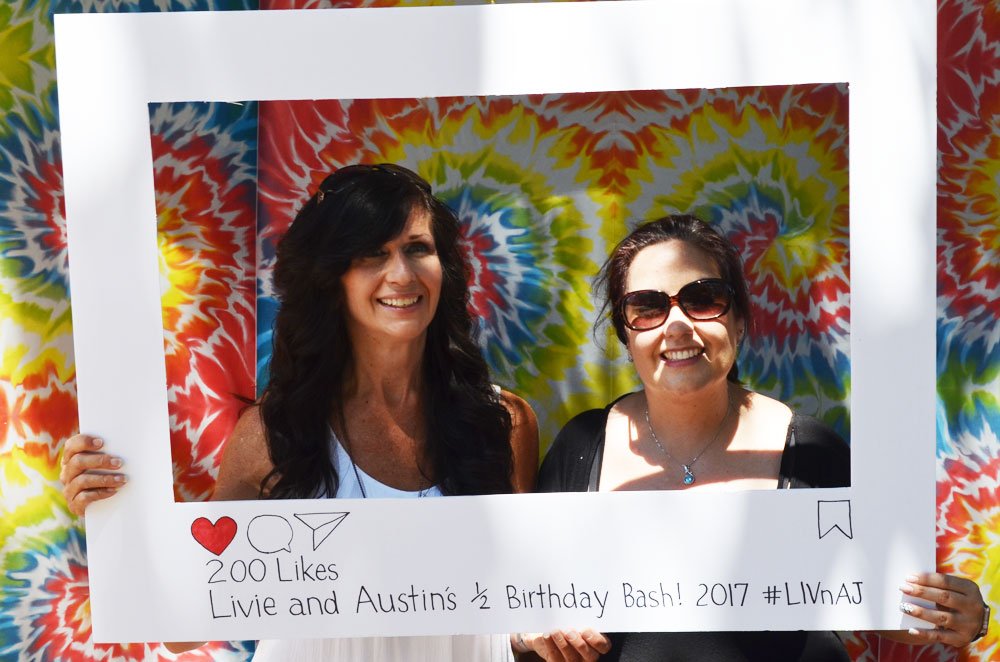 200 Likes
Livie and Austin's ½ Birthday Bash! 2017 #LIVnAJ